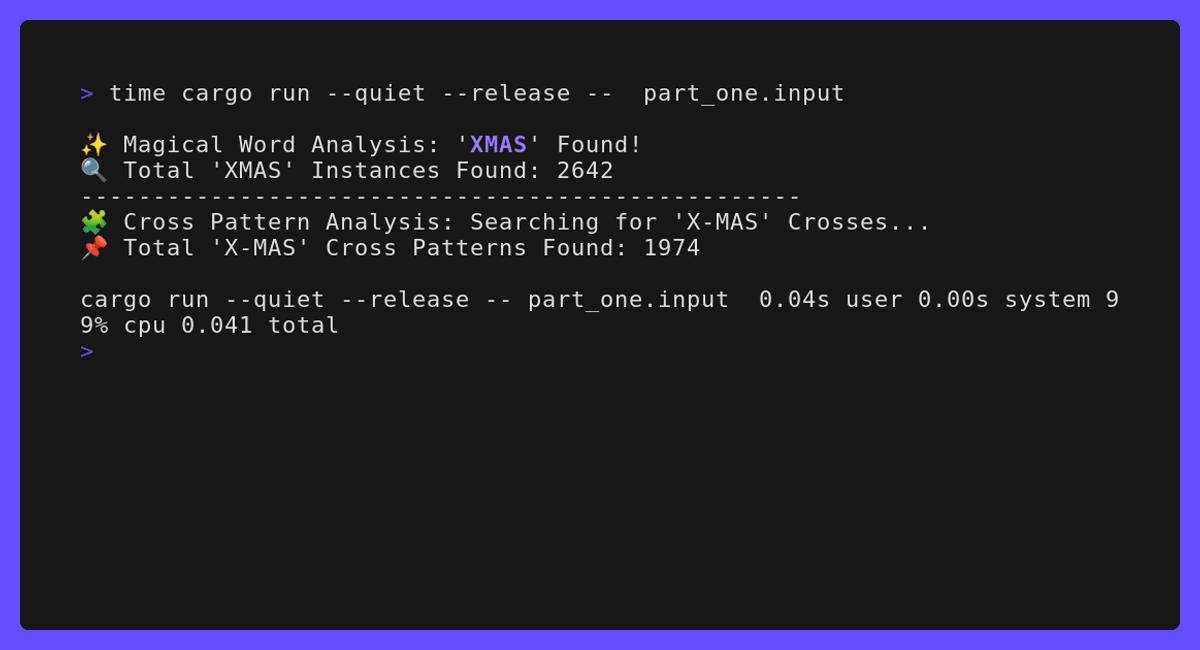 > time cargo run --quiet --release --  part_one.input
✨ Magical Word Analysis: 'XMAS' Found!
🔍 Total 'XMAS' Instances Found: 2642
--------------------------------------------------
🧩 Cross Pattern Analysis: Searching for 'X-MAS' Crosses...
📌 Total 'X-MAS' Cross Patterns Found: 1974
cargo run --quiet --release -- part_one.input  0.04s user 0.00s system 9
9% cpu 0.041 total
>